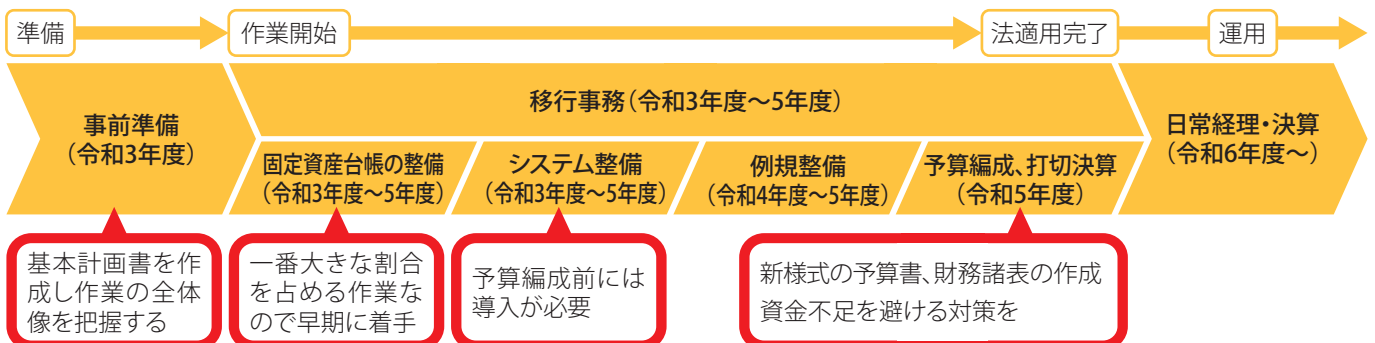 準備
作業開始
法適用完了
運用
事前準備
（令和3年度）
移行事務（令和3年度～5年度）
固定資産台帳の整備
（令和3年度～5年度）
システム整備
（令和3年度～5年度）
例規整備
（令和4年度～5年度）
予算編成、打切決算
（令和5年度）
日常経理・決算
（令和6年度～）
基本計画書を作
成し作業の全体
像を把握する
一番大きな割合
を占める作業な
ので早期に着手
予算編成前には
導入が必要
新様式の予算書、財務諸表の作成
資金不足を避ける対策を